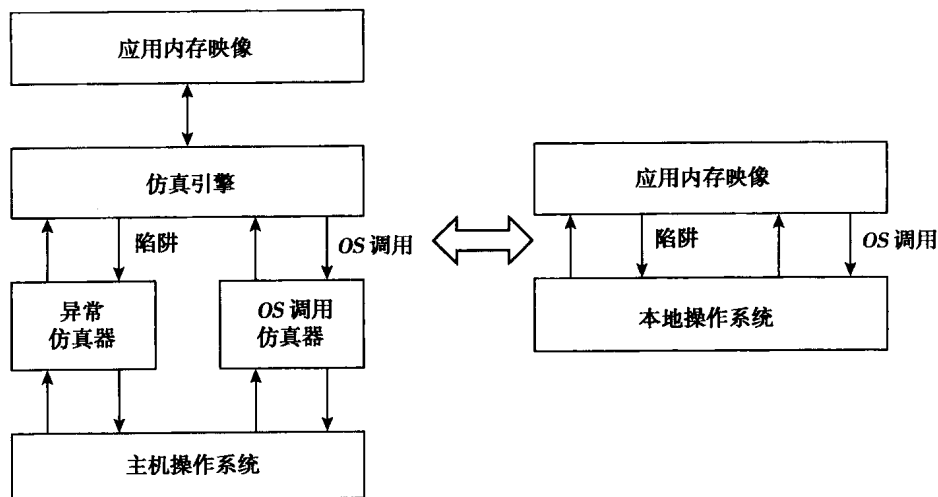 应用内存映像
仿真引擎
陷阱
OS 调用
异常
仿真器
OS 调用
仿真器
主机操作系统
应用内存映像
陷阱
OS 调用
本地操作系统